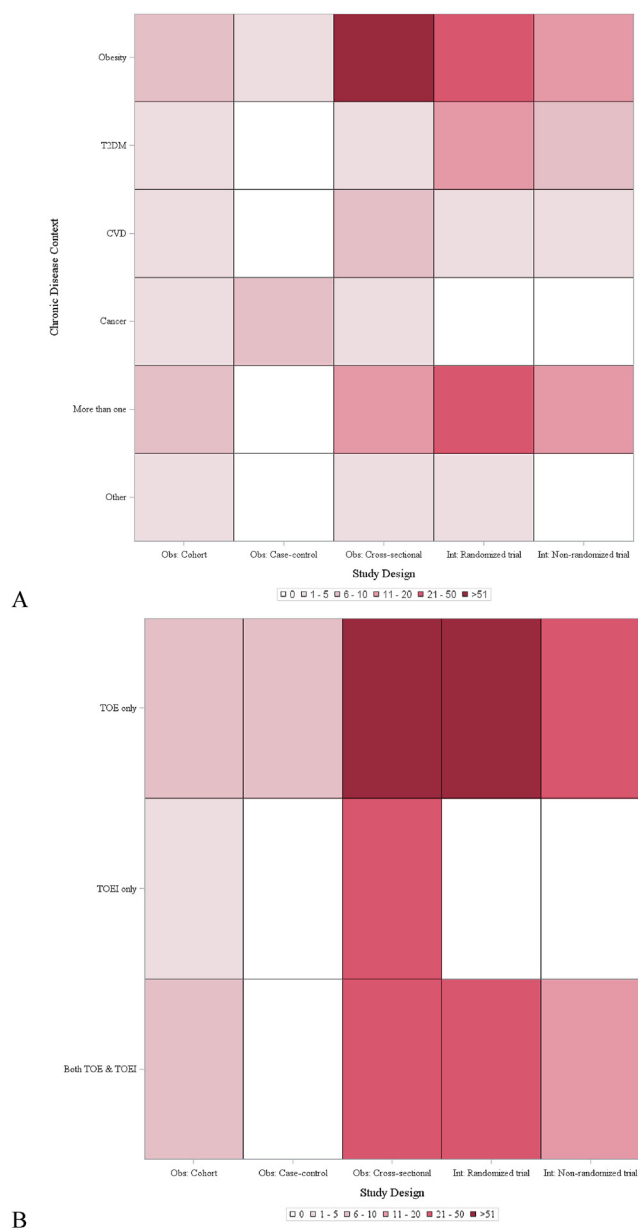 Obesity
T2DM
CVD
Chronic Disease Context
Cancer
More than one
Other
Obs: Cohort
Obs: Case-control
Obs: Cross-sectional
Int: Randomized trial
Int: Non-randomized trial
Study Design
A
0 1 - 5 6 - 10 11 - 20 21 - 50 >51
TOE only
TOEI only
Both TOE & TOEI
Obs: Cohort
Obs: Case-control
Obs: Cross-sectional
Int: Randomized trial
Int: Non-randomized trial
Study Design
B
0 1 - 5 6 - 10 11 - 20 21 - 50 >51